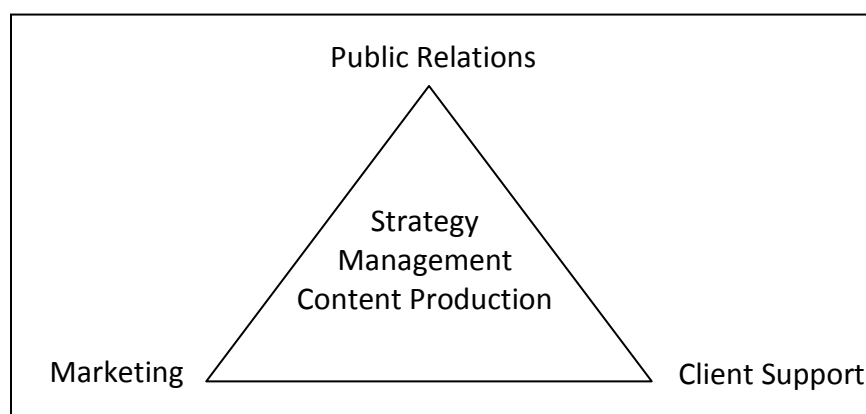 Public Relations
Strategy
Management
Content Production
Marketing
Client Support